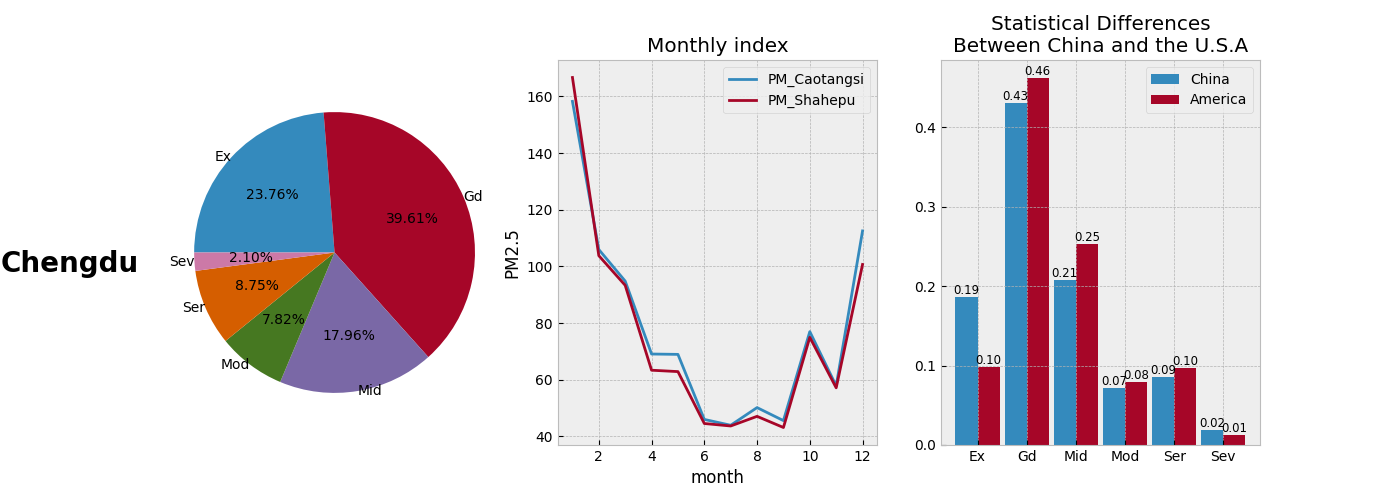 Chengdu
Ex
23.76%
Gd
39.61%
Sev
2.10%
Ser
8.75%
Mod
7.82%
Mid
17.96%
Monthly index
PM_Caotangsi
PM_Shahepu
PM2.5
160
140
120
100
80
60
40
2 4 6 8 10 12
month
Statistical Differences
Between China and the U.S.A
China
America
0.4
0.3
0.2
0.1
0.0
0.19 0.10
0.43 0.46
0.21 0.25
0.07 0.08
0.09 0.10
0.02 0.01
Ex Gd Mid Mod Ser Sev